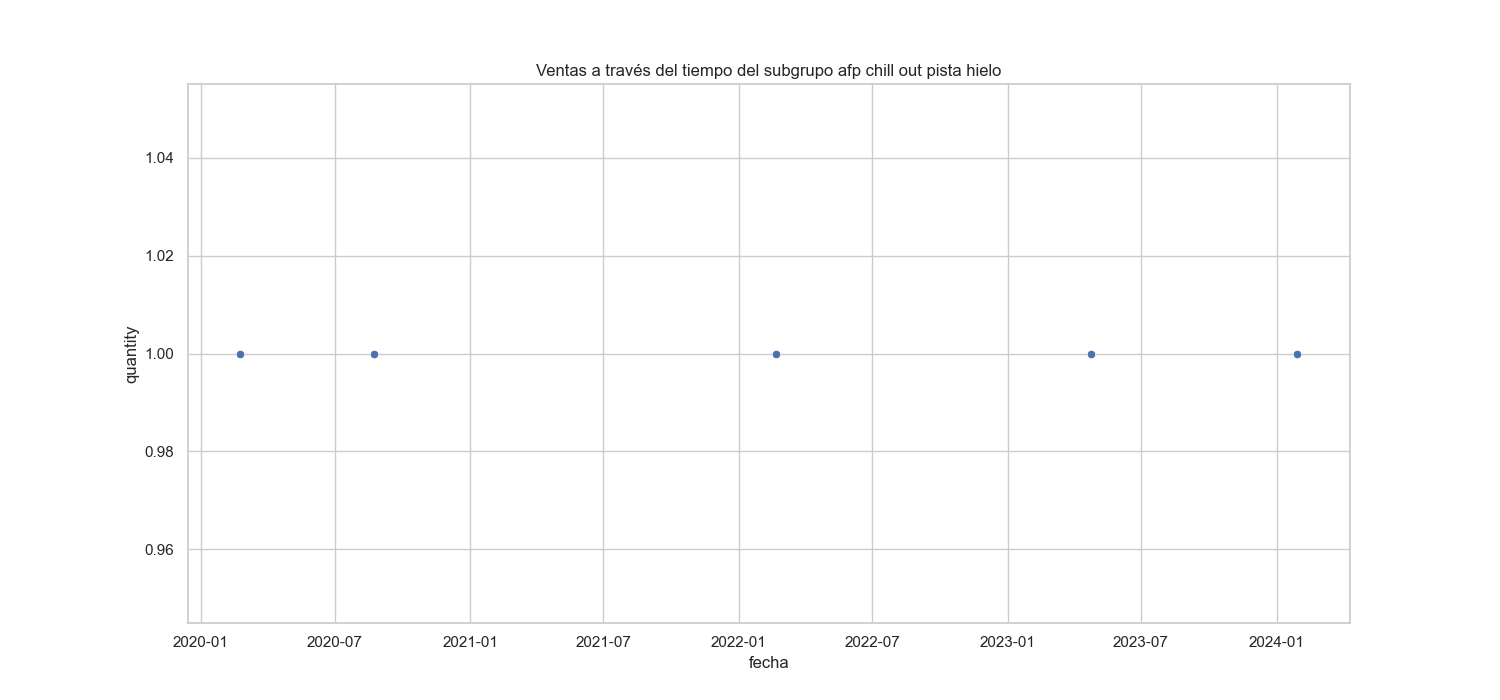 Ventas a través del tiempo del subgrupo afp chill out pista hielo
1.04
1.02
1.00
0.98
0.96
quantity
2020-01 2020-07 2021-01 2021-07 2022-01 2022-07 2023-01 2023-07 2024-01
fecha